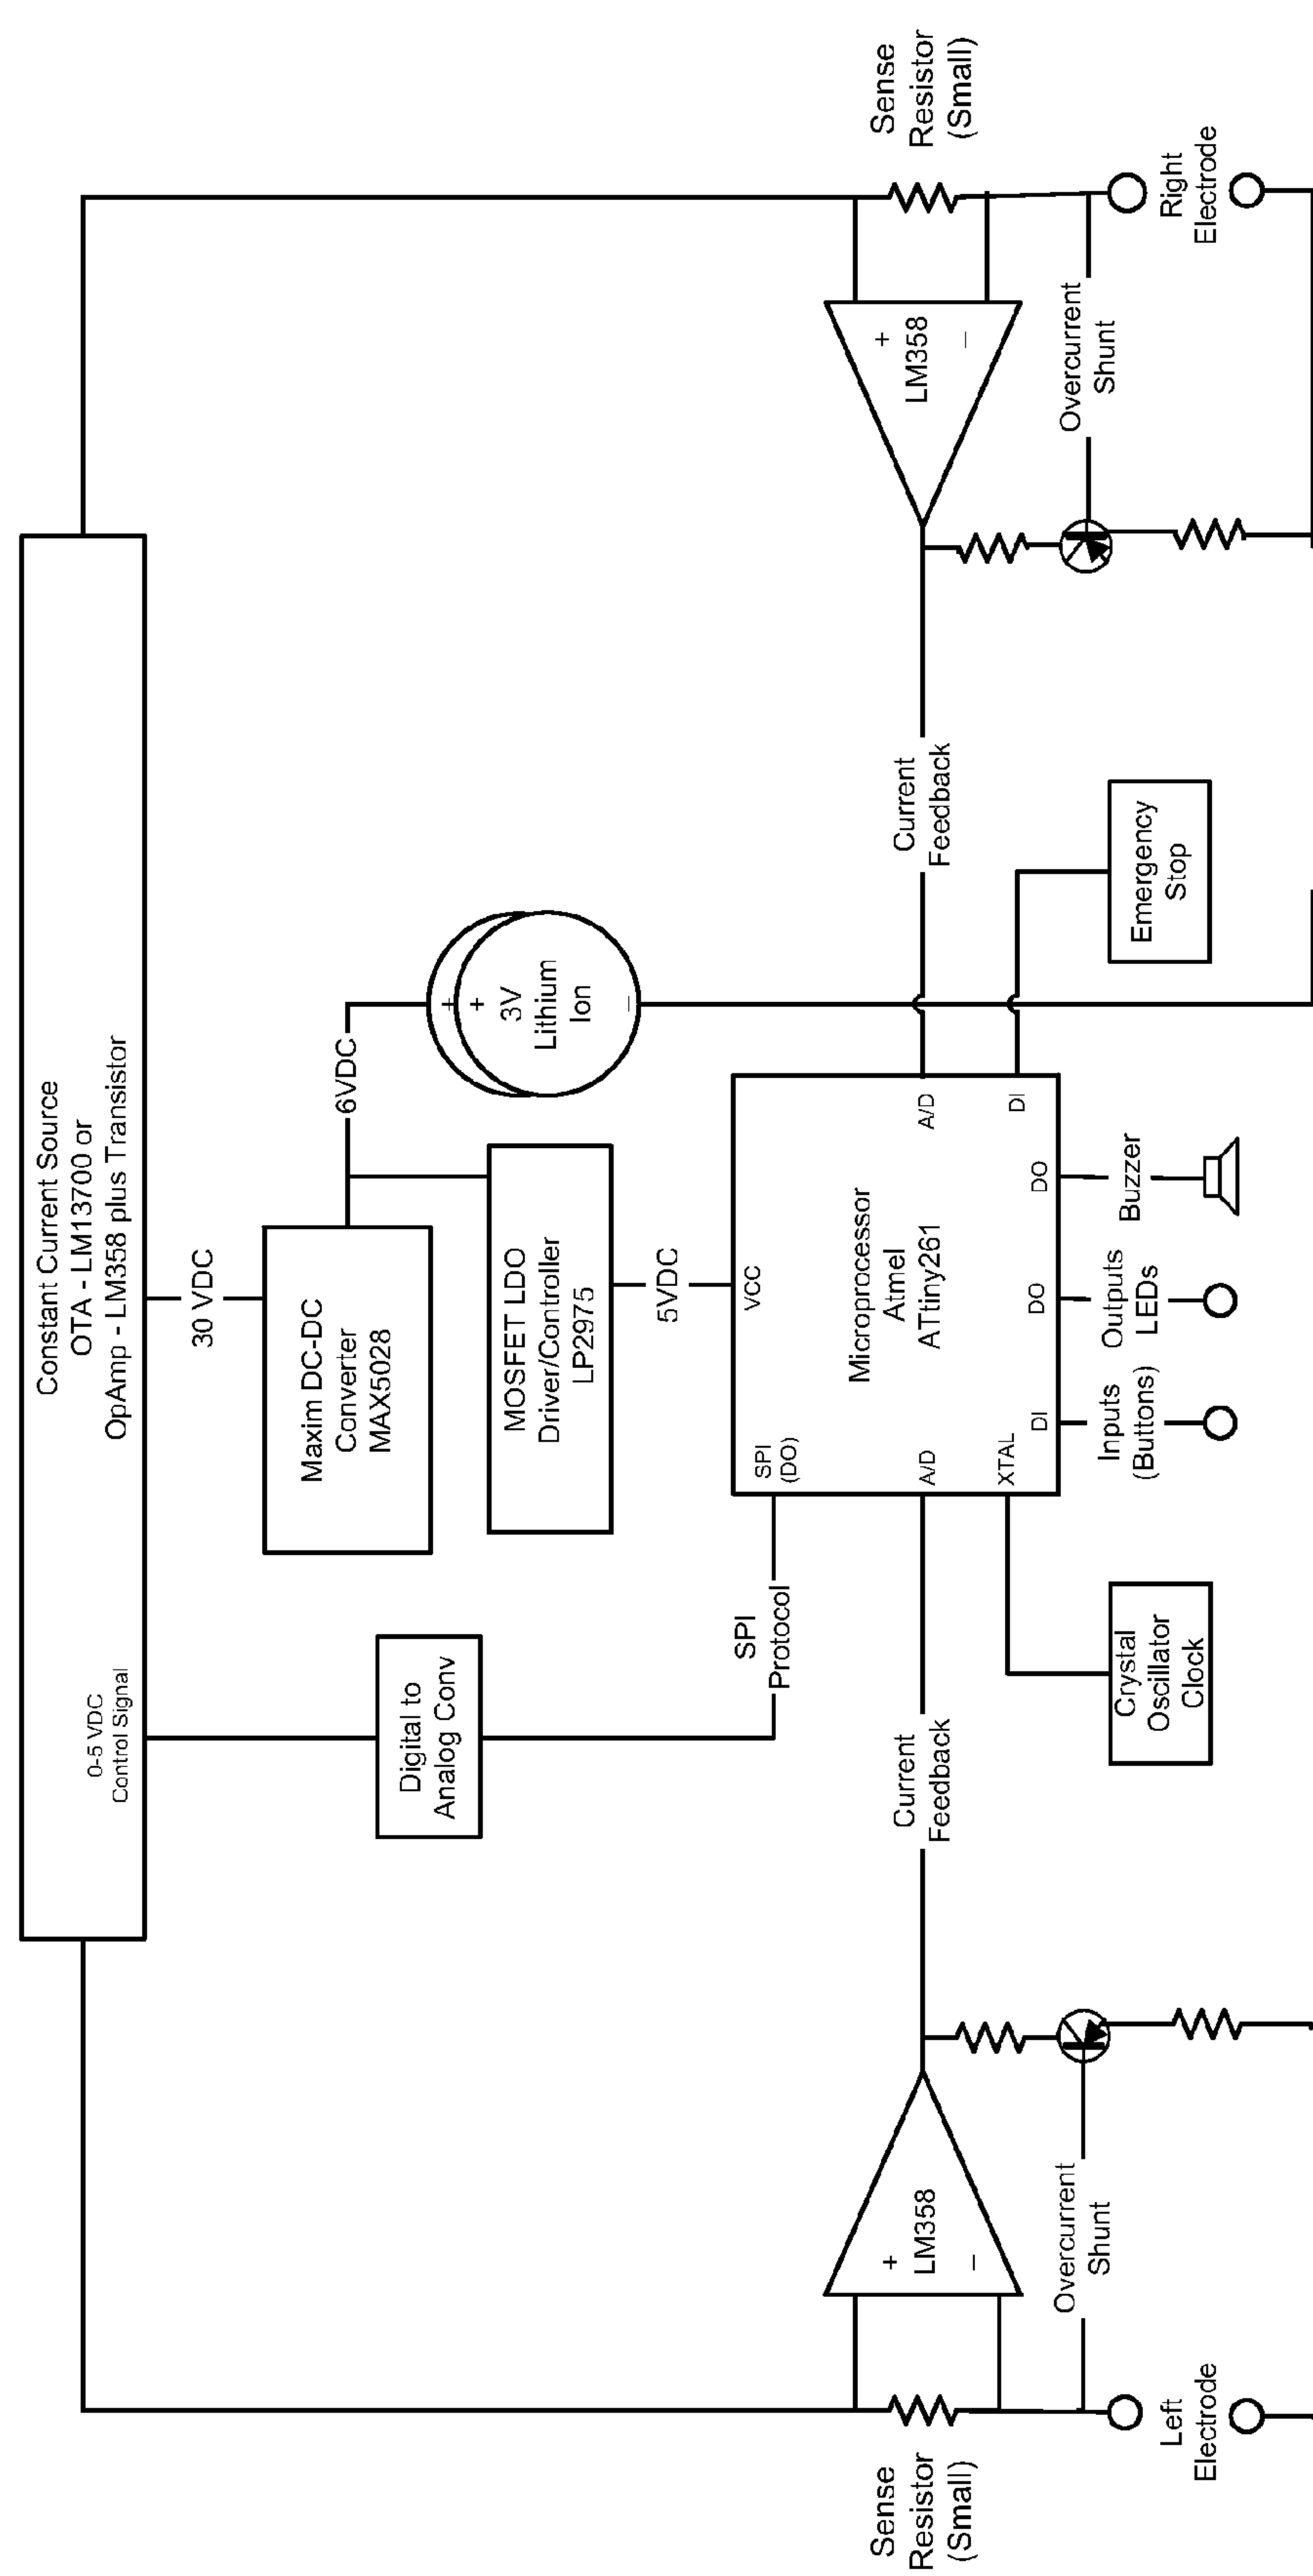 Constant Current Source
OTA - LM13700 or
OpAmp - LM358 plus Transistor
0-5 VDC
Control Signal
30 VDC
Maxim DC-DC
Converter
MAX5028
6VDC
Digital to
Analog Conv
MOSFET LDO
Driver/Controller
LP2975
+
+
3V
Lithium
Ion
–
5VDC
SPI
Protocol
SPI
(DO)
VCC
Microprocessor
Atmel
ATtiny261
A/D
A/D
XTAL
DI
DI
DO
DO
Sense
Resistor
(Small)
+
LM358
–
Current
Feedback
Current
Feedback
+
LM358
–
Sense
Resistor
(Small)
Overcurrent
Shunt
Overcurrent
Shunt
Left
Electrode
Crystal
Oscillator
Clock
Inputs
(Buttons)
Outputs
LEDs
Buzzer
Emergency
Stop
Right
Electrode